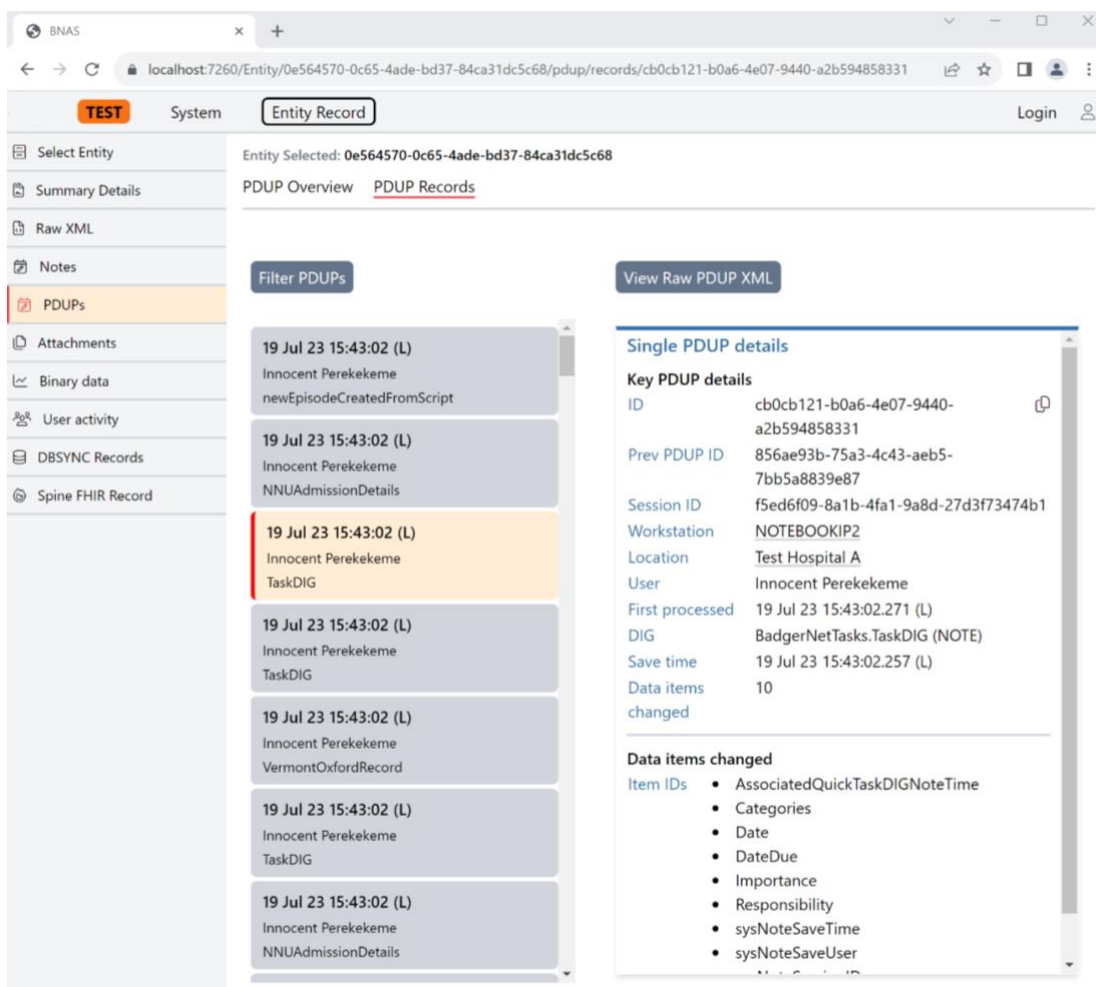 BNAS
localhost:7260/Entity/0e564570-0c65-4ade-bd37-84ca31dc5c68/pdup/records/cb0cb121-b0a6-4e07-9440-a2b594858331
TEST System Entity Record Login
Select Entity
Summary Details
Raw XML
Notes
PDUPs
Attachments
Binary data
User activity
DBSYNC Records
Spine FHIR Record
Entity Selected: 0e564570-0c65-4ade-bd37-84ca31dc5c68
PDUP Overview PDUP Records
Filter PDUPs
19 Jul 23 15:43:02 (L)
Innocent Perekekeme
newEpisodeCreatedFromScript
19 Jul 23 15:43:02 (L)
Innocent Perekekeme
NNUAdmissionDetails
19 Jul 23 15:43:02 (L)
Innocent Perekekeme
TaskDIG
19 Jul 23 15:43:02 (L)
Innocent Perekekeme
TaskDIG
19 Jul 23 15:43:02 (L)
Innocent Perekekeme
VermontOxfordRecord
19 Jul 23 15:43:02 (L)
Innocent Perekekeme
TaskDIG
19 Jul 23 15:43:02 (L)
Innocent Perekekeme
NNUAdmissionDetails
View Raw PDUP XML
Single PDUP details
Key PDUP details
ID cb0cb121-b0a6-4e07-9440-
a2b594858331
Prev PDUP ID 856ae93b-75a3-4c43-aeb5-
7bb5a8839e87
Session ID f5ed6f09-8a1b-4fa1-9a8d-27d3f73474b1
Workstation NOTEBOOKIP2
Location Test Hospital A
User Innocent Perekekeme
First processed 19 Jul 23 15:43:02.271 (L)
DIG BadgerNetTasks.TaskDIG (NOTE)
Save time 19 Jul 23 15:43:02.257 (L)
Data items 10
changed
Data items changed
Item IDs • AssociatedQuickTaskDIGNoteTime
• Categories
• Date
• DateDue
• Importance
• Responsibility
• sysNoteSaveTime
• sysNoteSaveUser